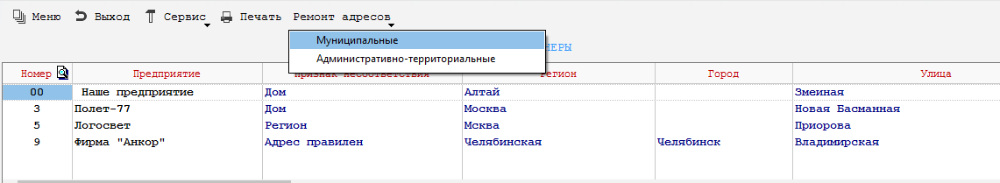 Меню Выход Сервис Печать Ремонт адресов
Муниципальные
НЕРЫ
Административно-территориальные
Номер Предприятие Признак несоответствия Регион Город Улица
00 Наше предприятие Дом Алтай Змеиная
3 Полет-77 Дом Москва Новая Басманная
5 Логосвет Регион Мсква Приорова
9 Фирма "Анкор" Адрес правилен Челябинская Челябинск Владимирская